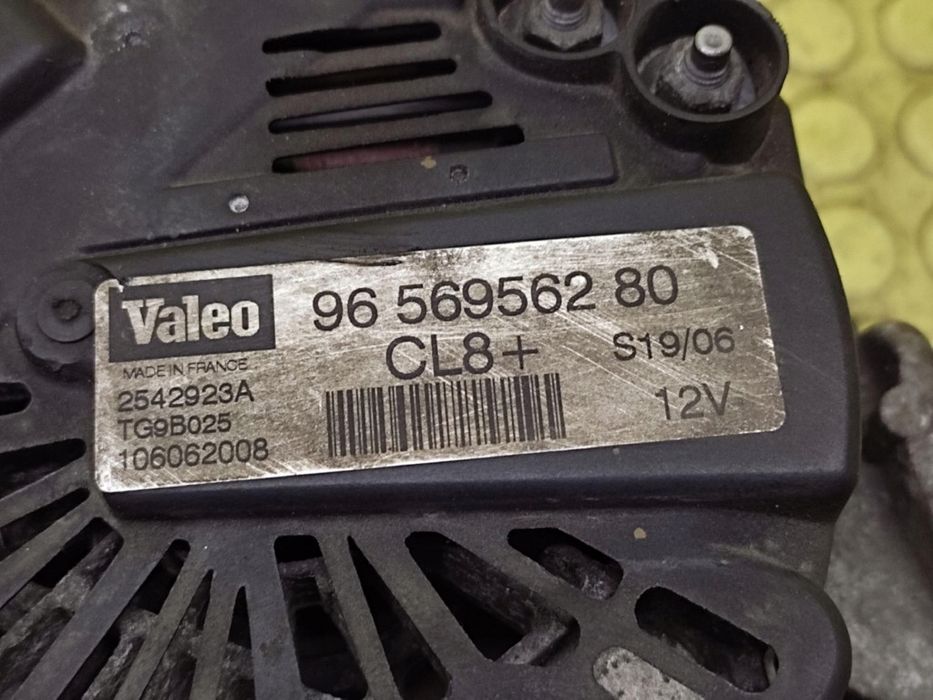 Valeo
MADE IN FRANCE
2542923A
TG9B025
106062008
96 569562 80
CL8+
S19/06
12V